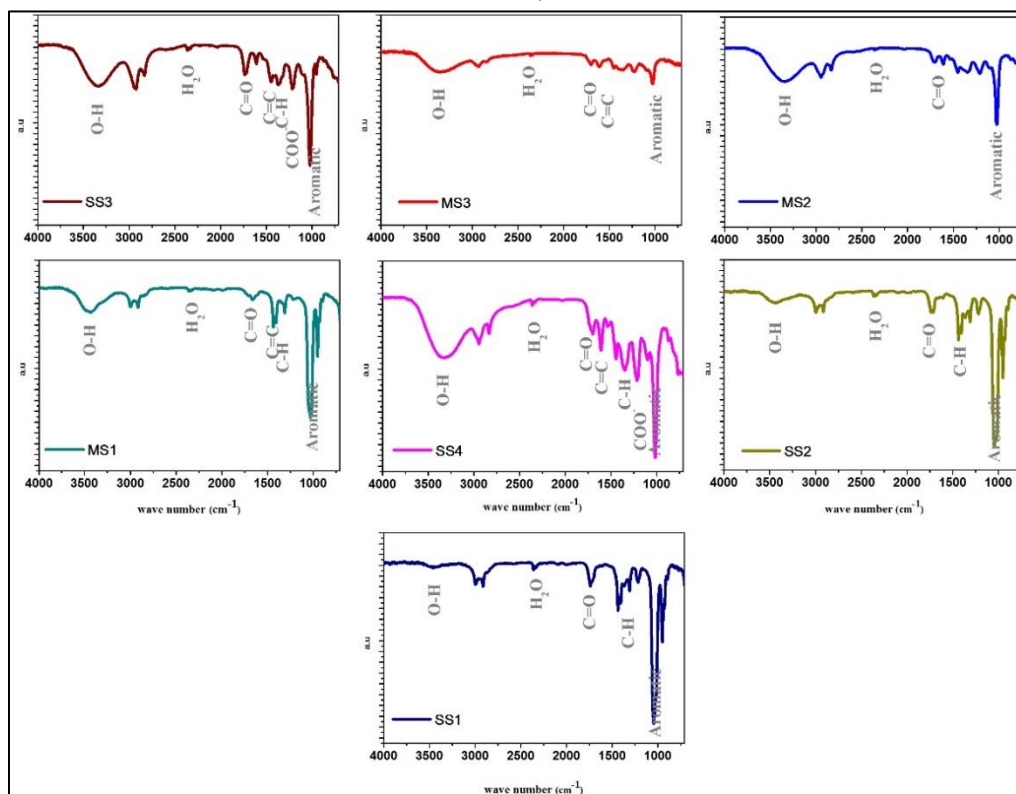 a.u
O-H
H2O
C=O
C=C
C-H
COO
Aromatic
SS3
4000 3500 3000 2500 2000 1500 1000
a.u
O-H
H2O
C=O
C=C
Aromatic
MS3
4000 3500 3000 2500 2000 1500 1000
a.u
O-H
H2O
C=O
MS2
4000 3500 3000 2500 2000 1500 1000
a.u
O-H
H2O
C=O
C=C
C-H
Aromatic
MS1
4000 3500 3000 2500 2000 1500 1000
wave number (cm-1)
a.u
O-H
H2O
C=O
C=C
C-H
COO-
Aromatic
SS4
4000 3500 3000 2500 2000 1500 1000
wave number (cm-1)
a.u
O-H
H2O
C=O
C-H
Aromatic
SS2
4000 3500 3000 2500 2000 1500 1000
wave number (cm-1)
a.u
O-H
H2O
C=O
C-H
Aromatic
SS1
4000 3500 3000 2500 2000 1500 1000
wave number (cm-1)